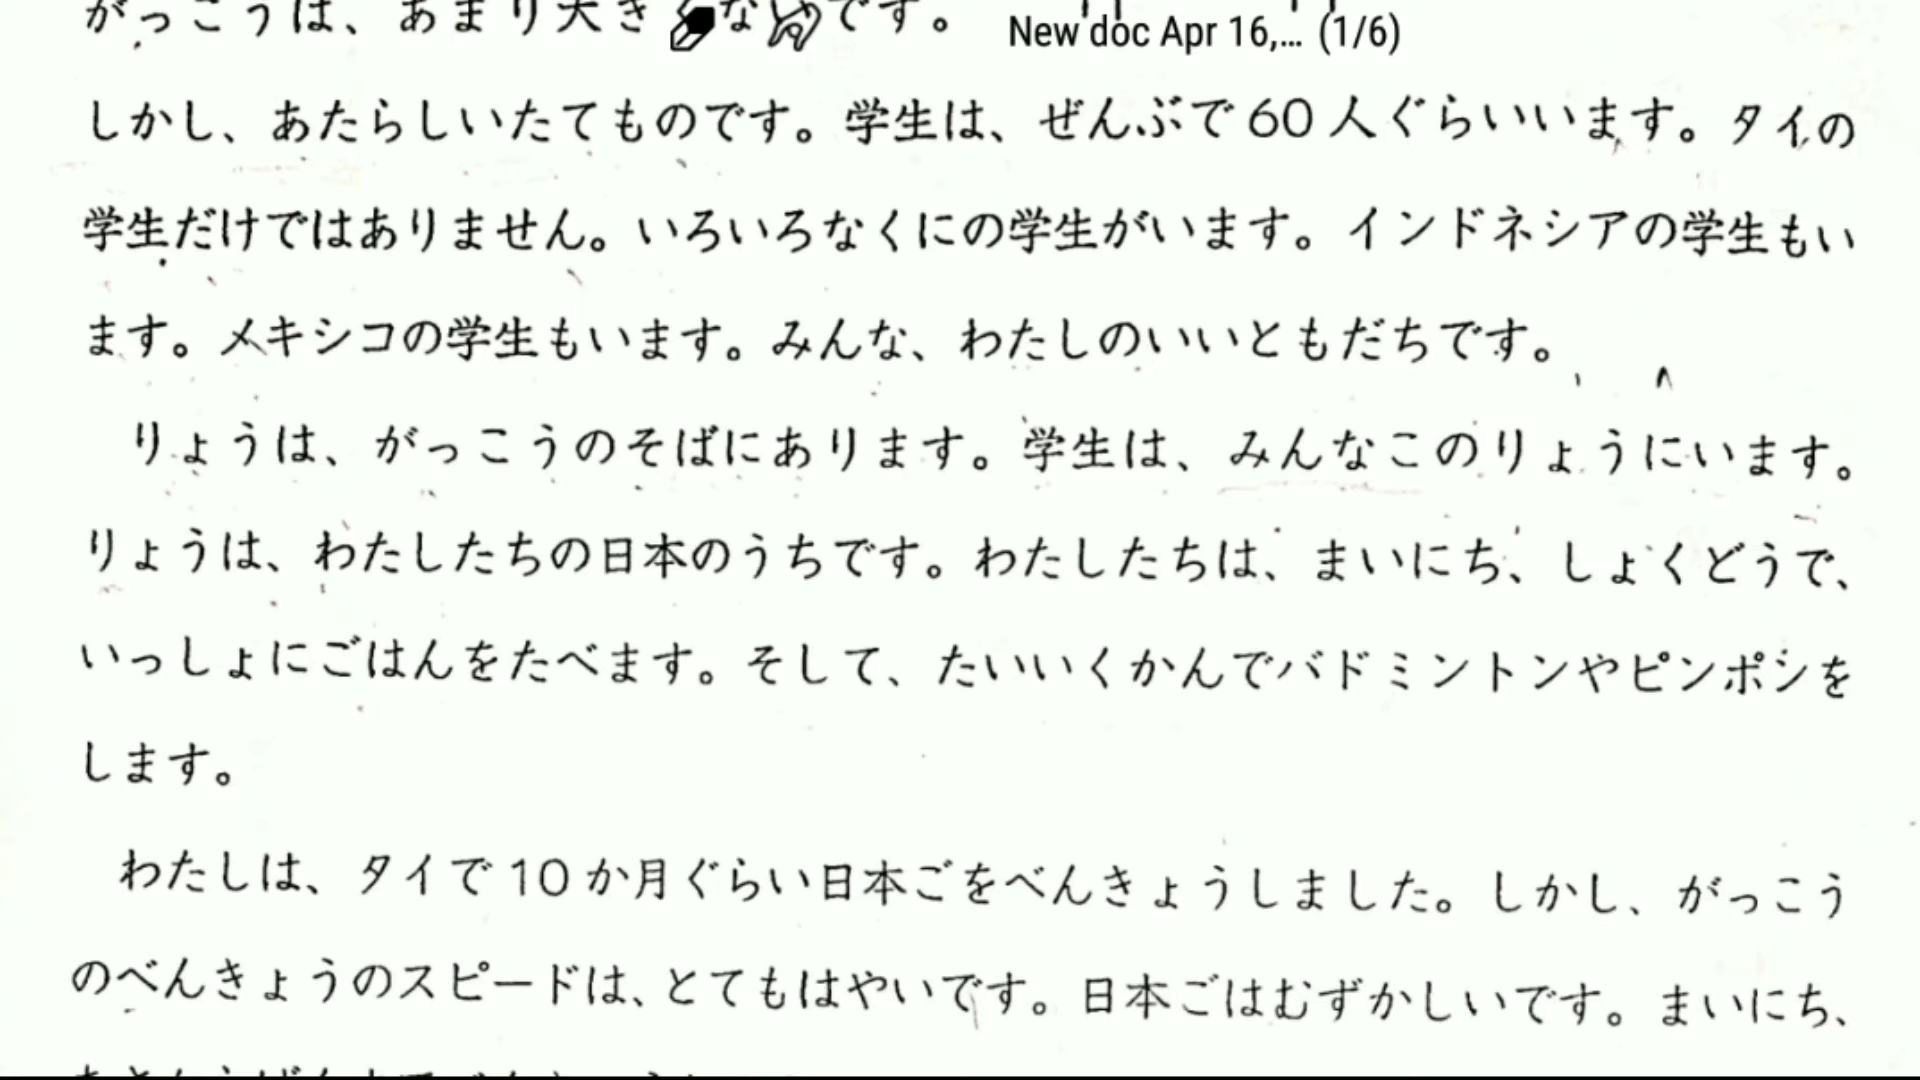 がっこうは、あまり大き な です。
New doc Apr 16,... (1/6)
しかし、あたらしいたてものです。学生は、ぜんぶで60人ぐらいいます。タイの
学生だけではありません。いろいろなくにの学生がいます。インドネシアの学生もい
ます。メキシコの学生もいます。みんな、わたしのいいともだちです。
りょうは、がっこうのそばにあります。学生は、みんなこのりょうにいます。
りょうは、わたしたちの日本のうちです。わたしたちは、まいにち、しょくどうで、
いっしょにごはんをたべます。そして、たいいくかんでバドミントンやピンポンを
します。
わたしは、タイで10か月ぐらい日本ごをべんきょうしました。しかし、がっこう
のべんきょうのスピードは、とてもはやいです。日本ごはむずかしいです。まいにち、